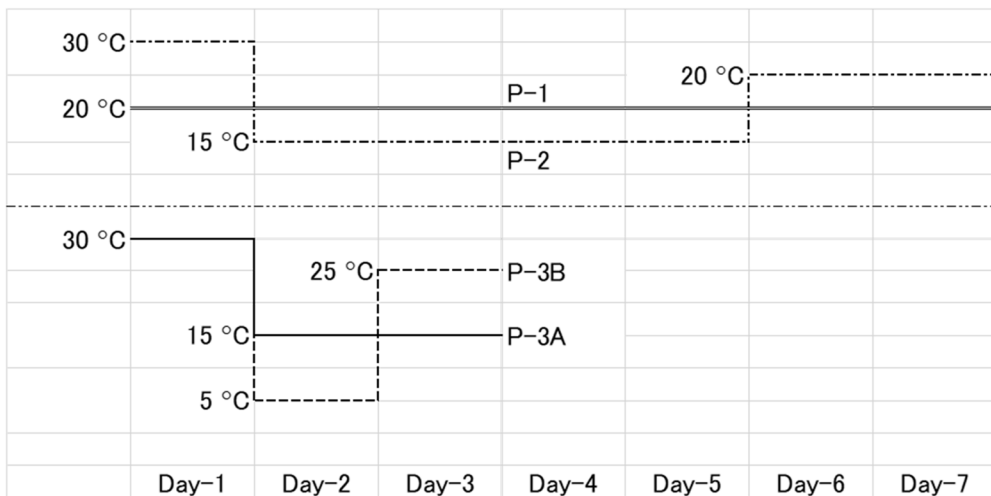 30 °C
P-1
20 °C
20 °C
15 °C
P-2
30 °C
25 °C
P-3B
15 °C
P-3A
5 °C
Day-1 Day-2 Day-3 Day-4 Day-5 Day-6 Day-7